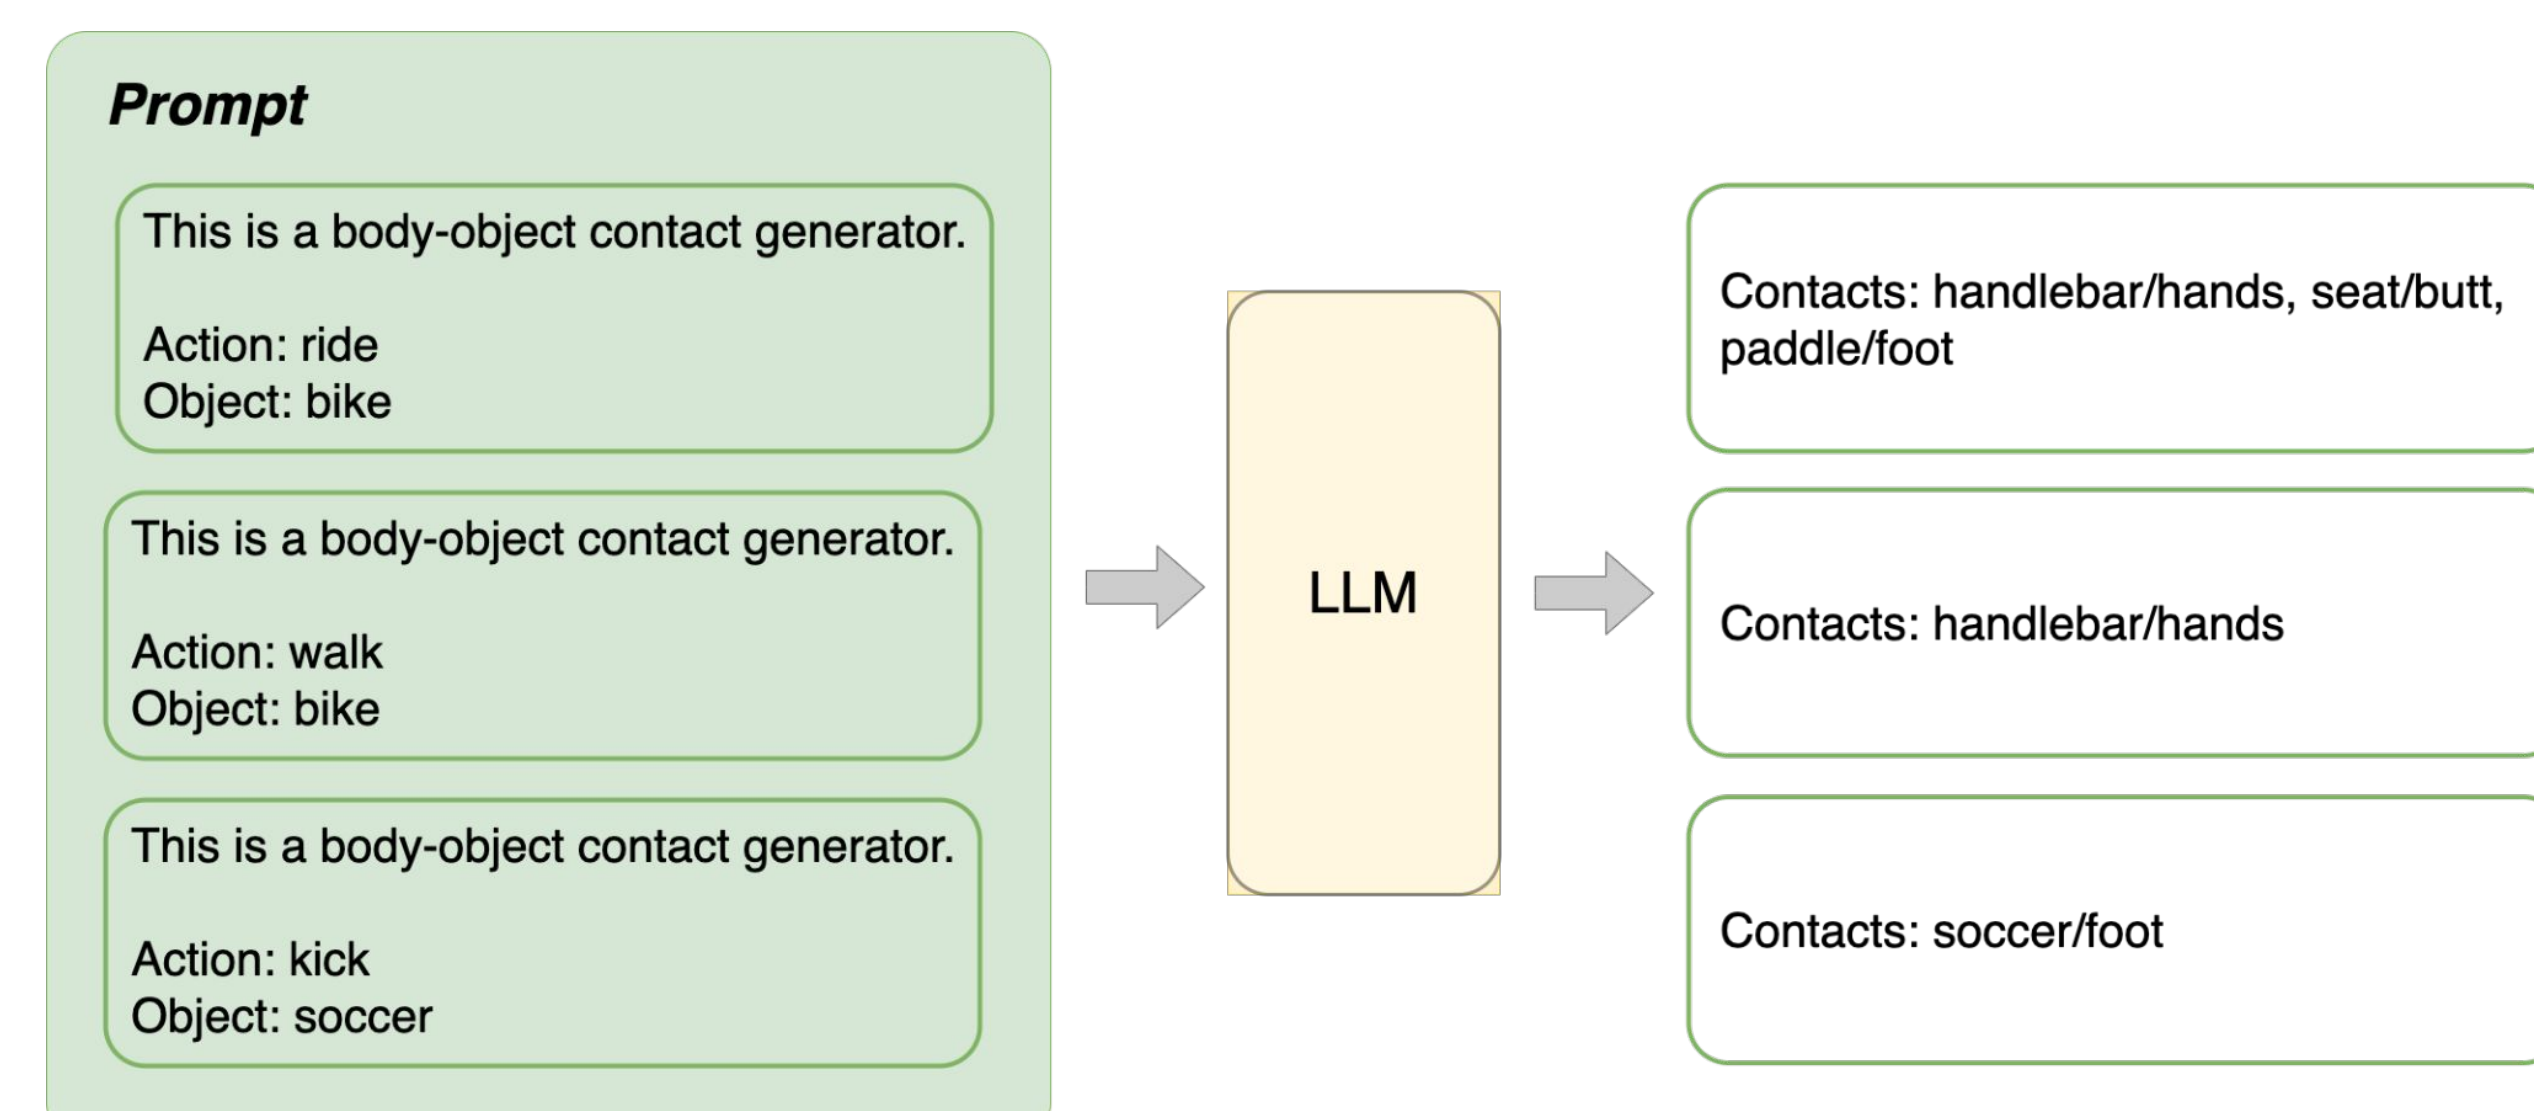 Prompt
This is a body-object contact generator.
Action: ride
Object: bike
This is a body-object contact generator.
Action: walk
Object: bike
This is a body-object contact generator.
Action: kick
Object: soccer
LLM
Contacts: handlebar/hands, seat/butt,
paddle/foot
Contacts: handlebar/hands
Contacts: soccer/foot